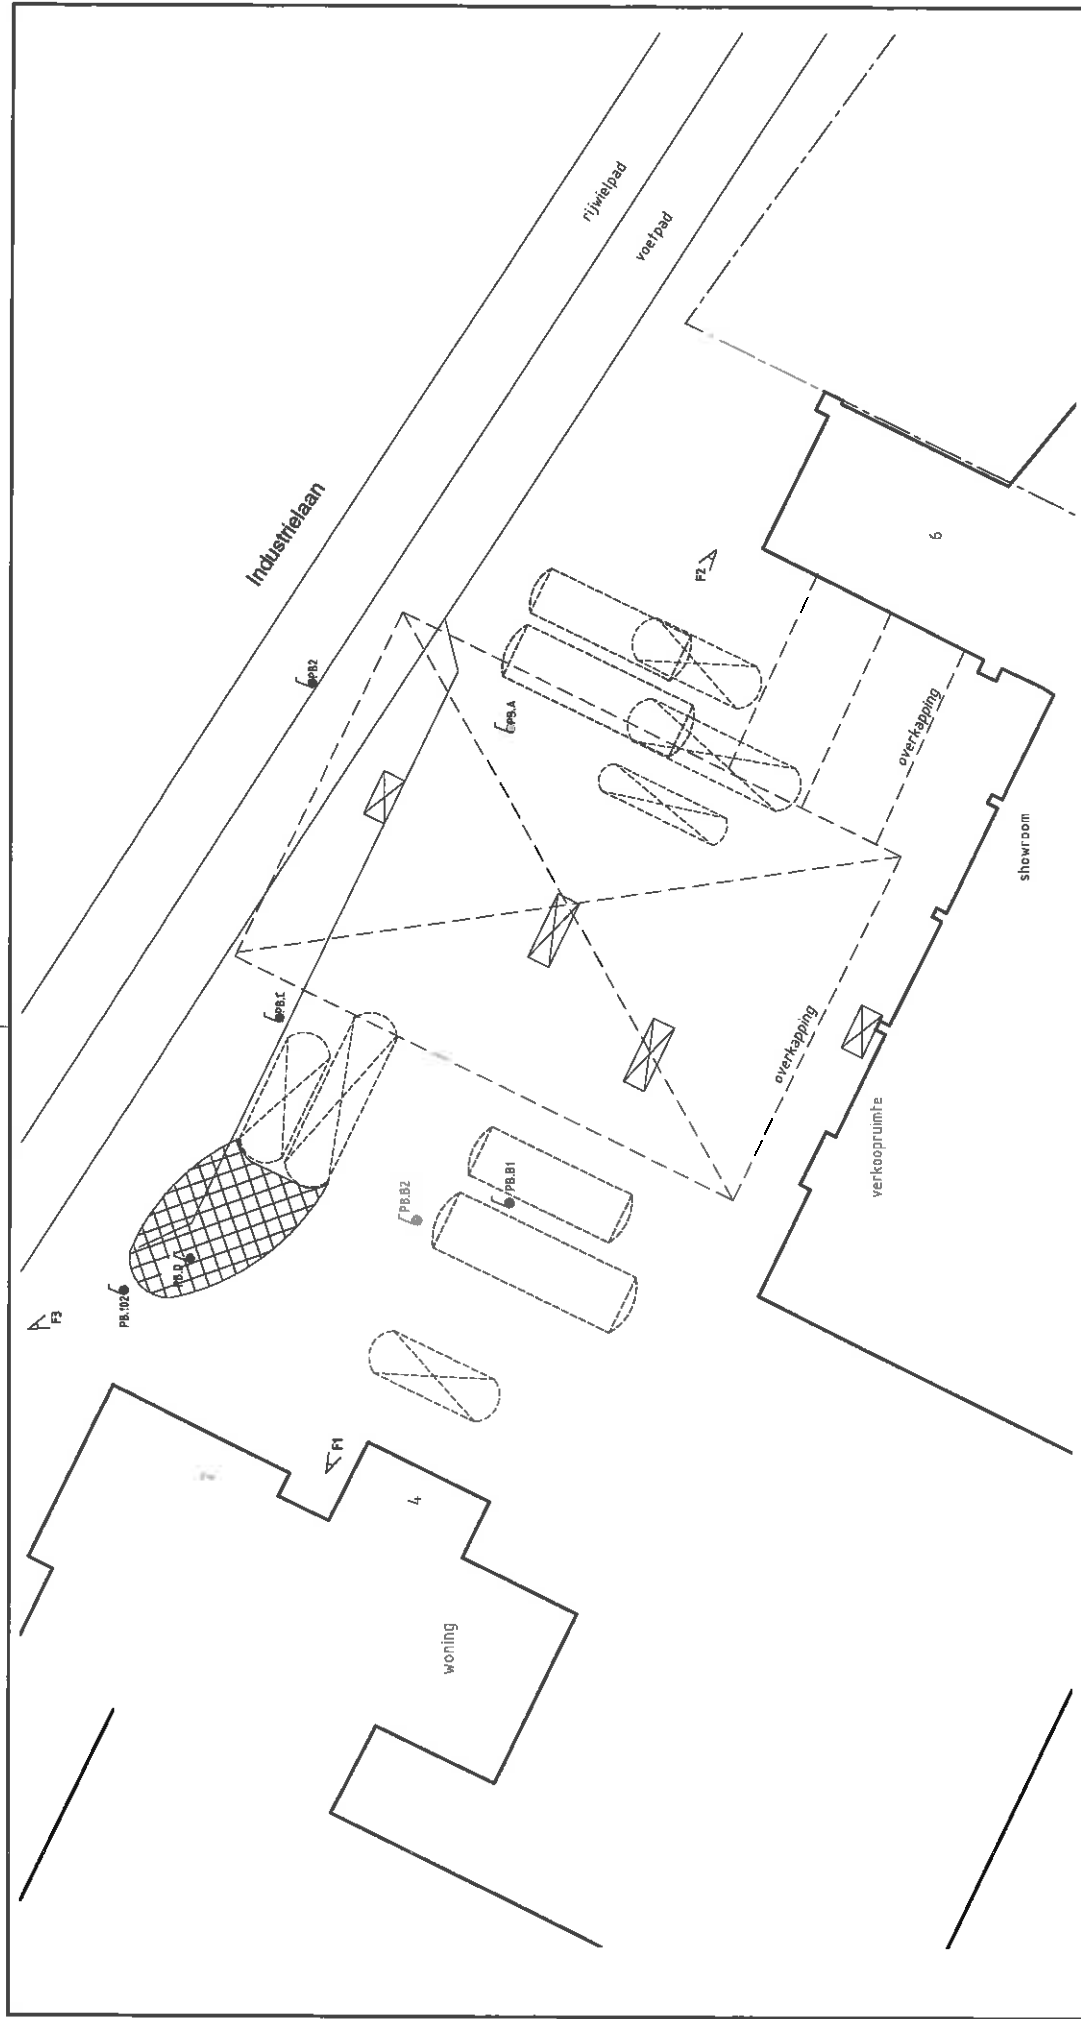 rijwielpad
voetpad
Industrielaan
PB2
F2
6
PB.A
overkapping
showroom
PB.C
overkapping
verkoopruimte
PB.B1
PB.B2
PB.D
PB.102
F3
F1
4
woning